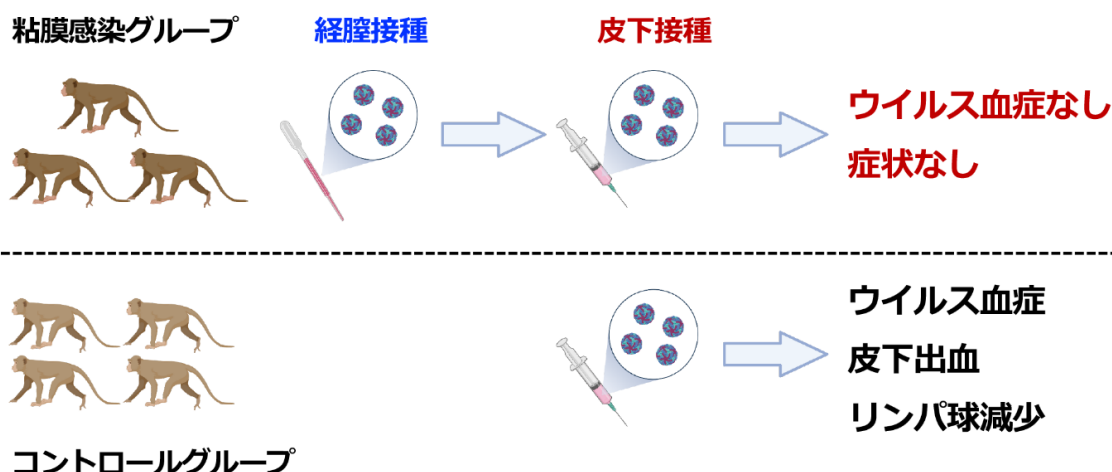 粘膜感染グループ
経腟接種
皮下接種
ウイルス血症なし
症状なし
ウイルス血症
皮下出血
リンパ球減少
コントロールグループ